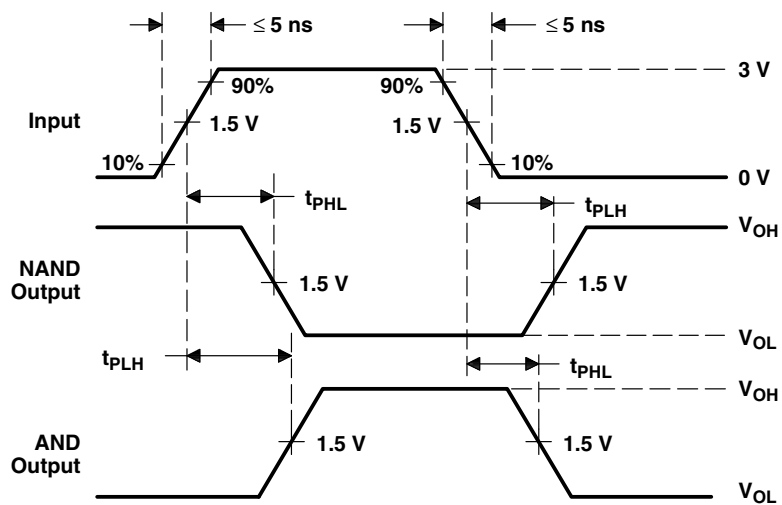 ≤ 5 ns
≤ 5 ns
3 V
90%
90%
Input
1.5 V
1.5 V
10%
10%
0 V
tPHL
tPLH
VOH
NAND
Output
1.5 V
1.5 V
VOL
tPLH
tPHL
VOH
AND
Output
1.5 V
1.5 V
VOL